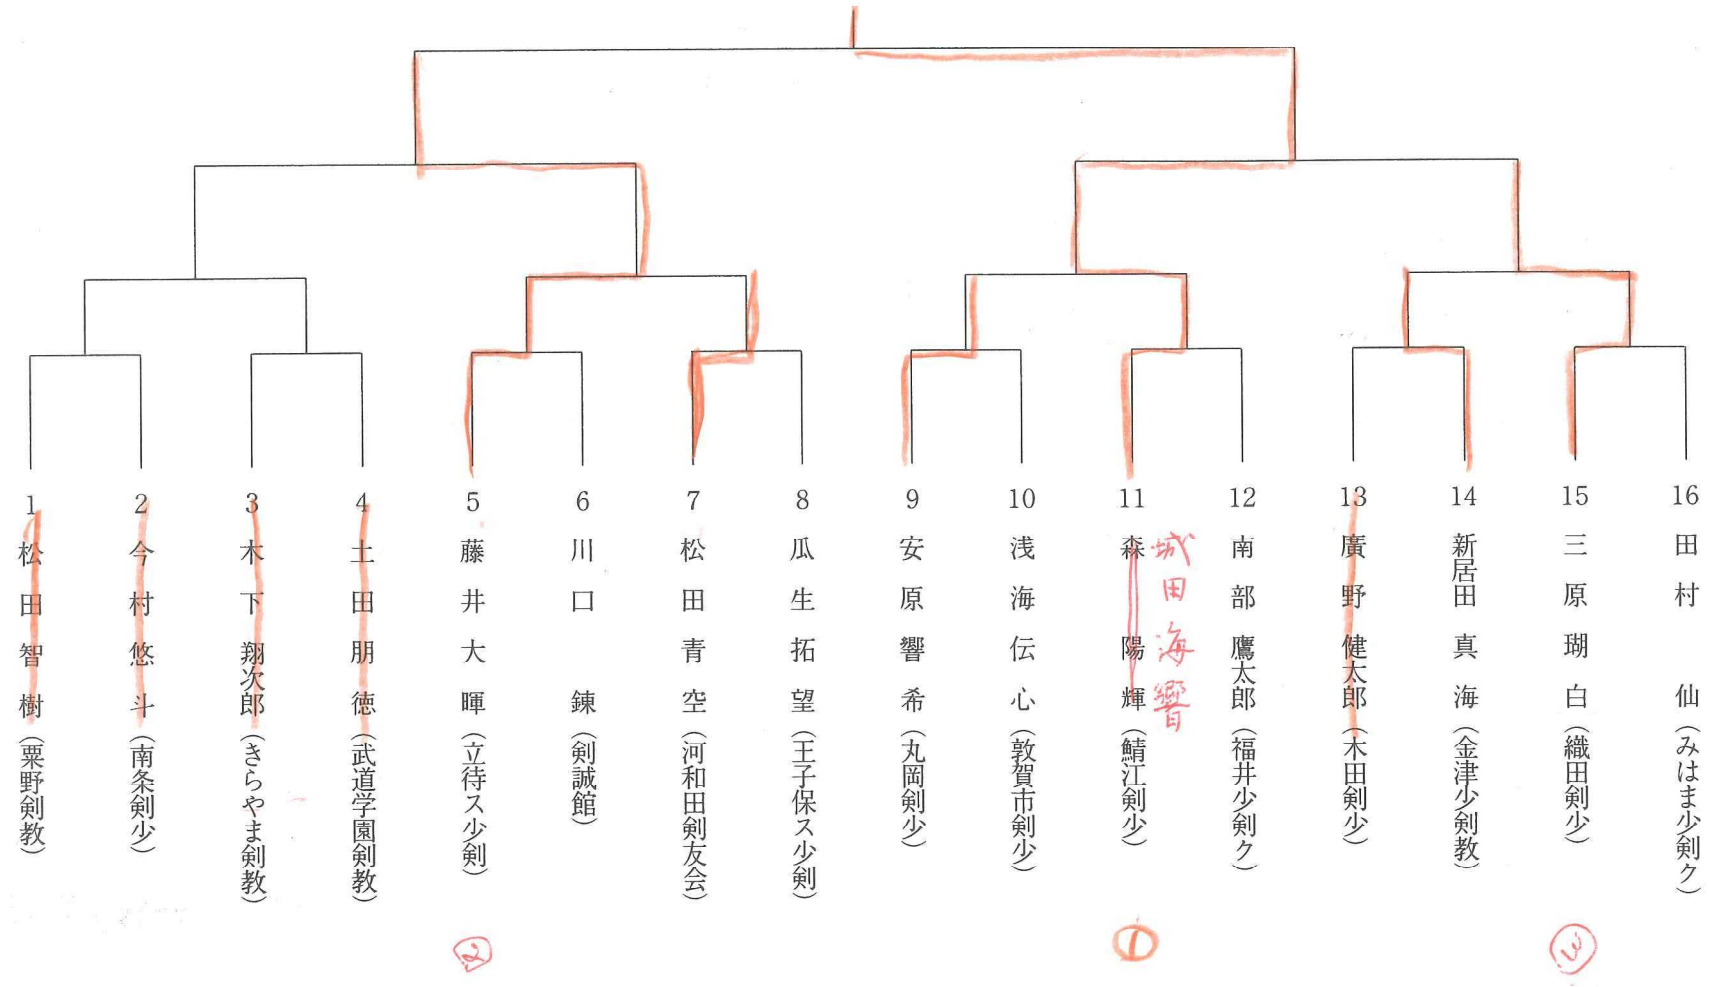 1 松田智樹（粟野剣教）
2 今村悠斗（南条剣少）
3 木下翔次郎（きらやま剣教）
4 土田朋徳（武道学園剣教）
5 藤井大暉（立待ス少剣）
6 川口錬（剣誠館）
7 松田青空（河和田剣友会）
8 瓜生拓望（王子保ス少剣）
9 安原響希（丸岡剣少）
10 浅海伝心（敦賀市剣少）
11 森陽輝（鯖江剣少）
城田海響
12 南部鷹太郎（福井少剣ク）
13 廣野健太郎（木田剣少）
14 新居田真海（金津少剣教）
15 三原瑚白（織田剣少）
16 田村仙（みはま少剣ク）
2
1
3